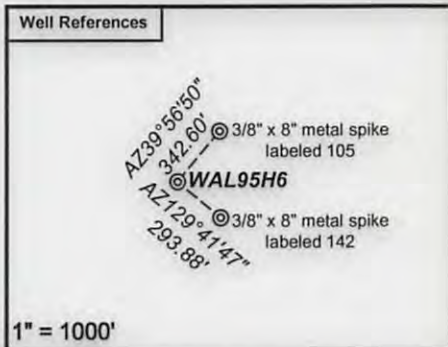 Well References
AZ39°56'50"
342.60'
3/8" x 8" metal spike
labeled 105
WAL95H6
AZ129°41'47"
293.88'
3/8" x 8" metal spike
labeled 142
1" = 1000'